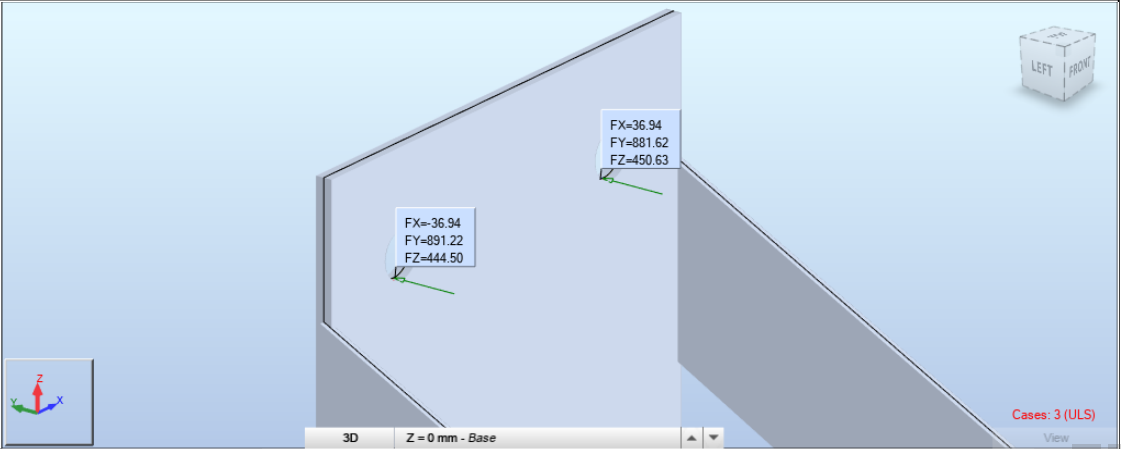 FX=36.94
FY=881.62
FZ=450.63
FX=-36.94
FY=891.22
FZ=444.50
LEFT
FRONT
Z
Y
X
Cases: 3 (ULS)
3D
Z = 0 mm - Base
View